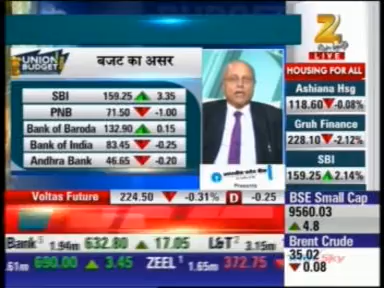 UNION BUDGET
बजट का असर
SBI 159.25 3.35
PNB 71.50 -1.00
Bank of Baroda 132.90 0.15
Bank of India 83.45 -0.25
Andhra Bank 46.65 -0.20
Presents
Z
LIVE
HOUSING FOR ALL
Ashiana Hsg
118.60 -0.08%
Gruh Finance
228.10 -2.12%
SBI
159.25 2.14%
Voltas Future 224.50 -0.31% D -0.25
BSE Small Cap
9560.03
4.8
Brent Crude
35.02
0.08
Bank 1.94m 632.80 17.05 L&T 3.15m
.61m 690.00 3.45 ZEEL 1.65m 372.75